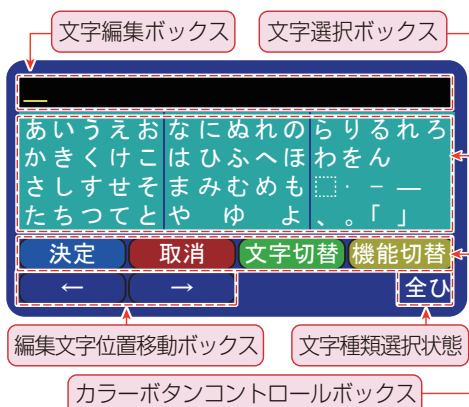 文字編集ボックス 文字選択ボックス
_
あいうえお なにぬねの らりるれろ
かきくけこ はひふへほ わをん
さしすせそ まみむめも ⬚・－—
たちつてと や ゆ よ 、。「」
決定 取消 文字切替 機能切替
← → 全ひ
編集文字位置移動ボックス 文字種類選択状態
カラーボタンコントロールボックス